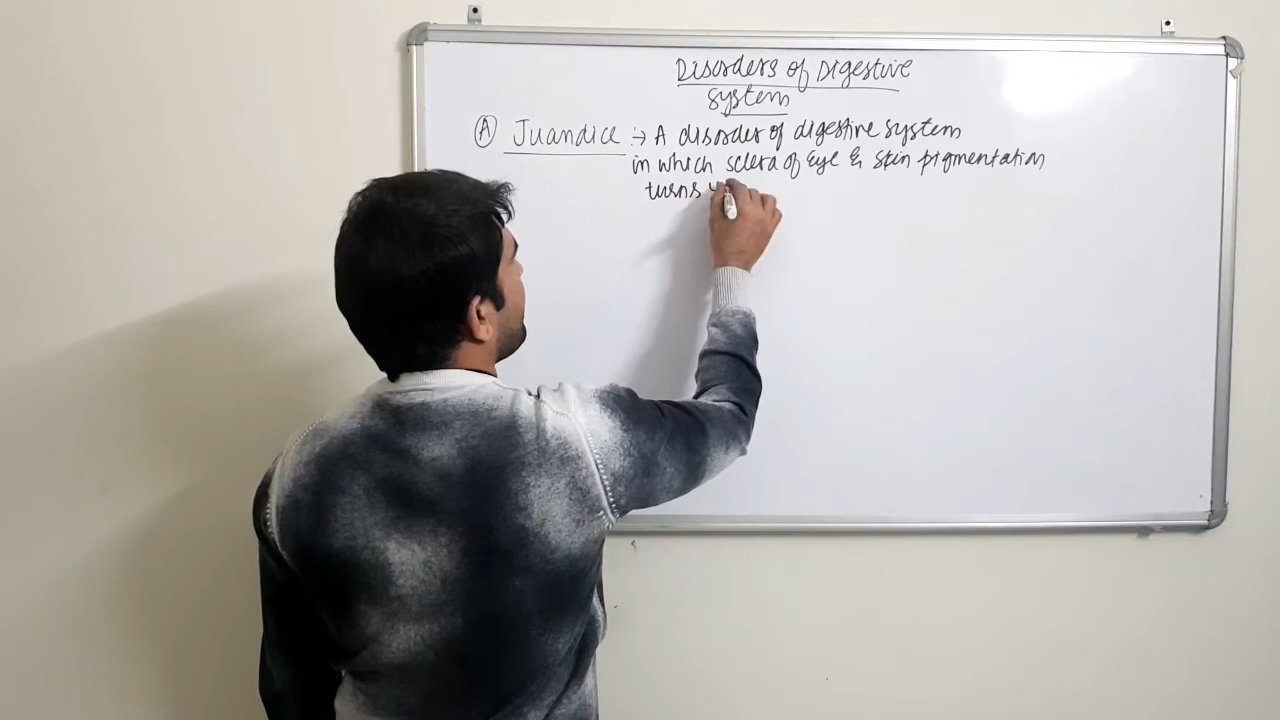 Disorders of Digestive
System
A Juandice :→ A disorder of digestive system
in which sclera of Eye & skin pigmentation
turns y